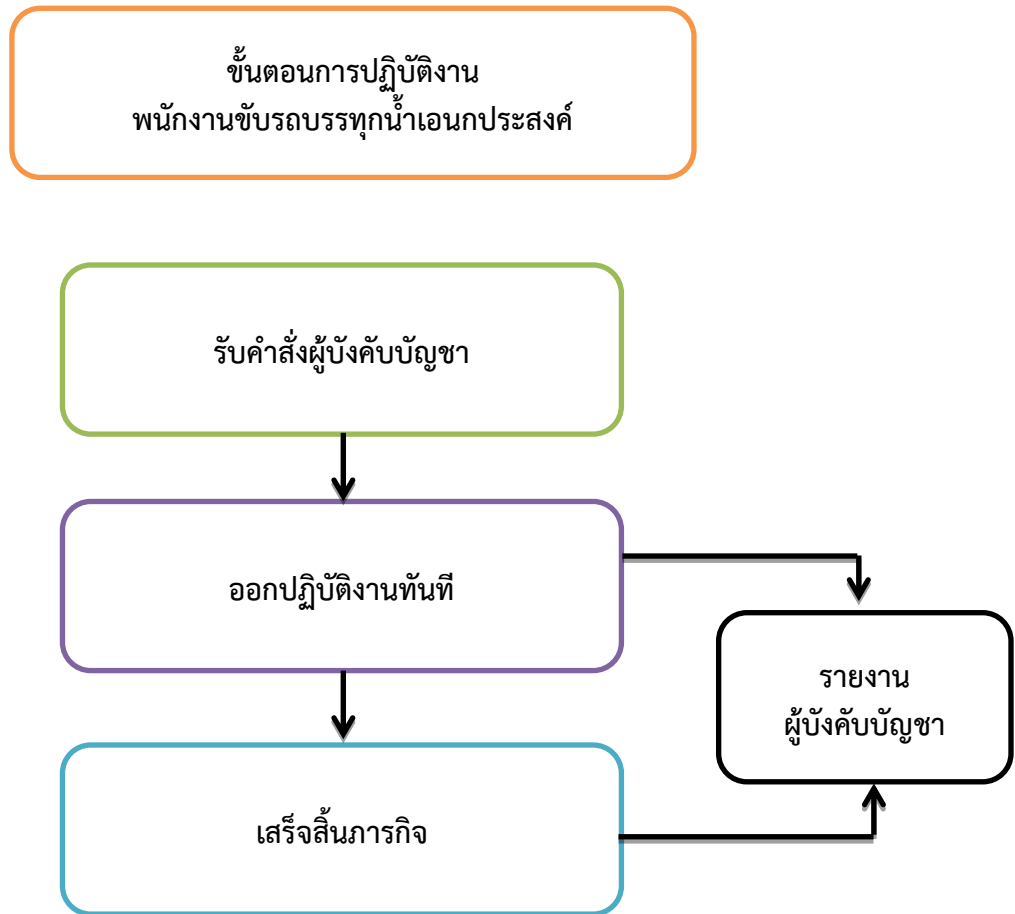 ขั้นตอนการปฏิบัติงาน
พนักงานขับรถบรรทุกน้ำเอนกประสงค์
รับคำสั่งผู้บังคับบัญชา
ออกปฏิบัติงานทันที
รายงาน
ผู้บังคับบัญชา
เสร็จสิ้นภารกิจ